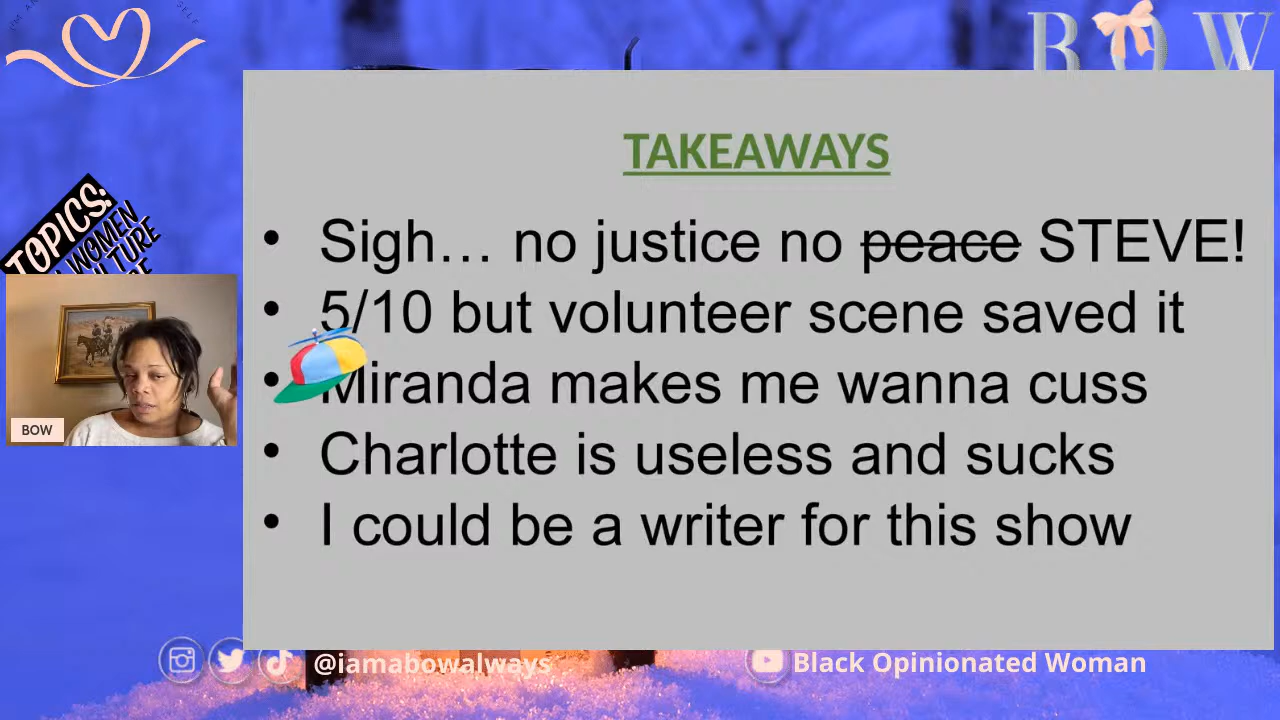 BOW
TAKEAWAYS
• Sigh… no justice no peace STEVE!
• 5/10 but volunteer scene saved it
• Miranda makes me wanna cuss
• Charlotte is useless and sucks
• I could be a writer for this show
TOPICS:
WOMEN
BOW
@iamabowalways
Black Opinionated Woman